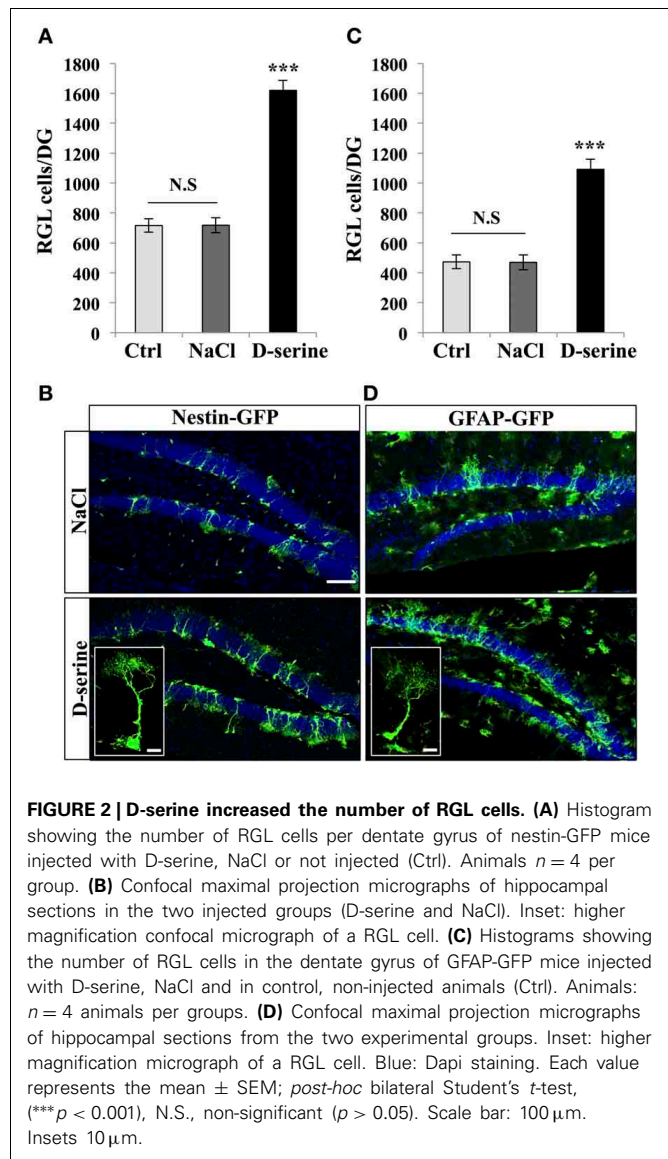 A
C
1800
1600
1400
1200
1000
800
600
400
200
0
RGL cells/DG
N.S
***
Ctrl NaCl D-serine
1800
1600
1400
1200
1000
800
600
400
200
0
RGL cells/DG
N.S
***
Ctrl NaCl D-serine
B
D
Nestin-GFP
GFAP-GFP
NaCl
D-serine
FIGURE 2 | D-serine increased the number of RGL cells. (A) Histogram
showing the number of RGL cells per dentate gyrus of nestin-GFP mice
injected with D-serine, NaCl or not injected (Ctrl). Animals n = 4 per
group. (B) Confocal maximal projection micrographs of hippocampal
sections in the two injected groups (D-serine and NaCl). Inset: higher
magnification confocal micrograph of a RGL cell. (C) Histograms showing
the number of RGL cells in the dentate gyrus of GFAP-GFP mice injected
with D-serine, NaCl and in control, non-injected animals (Ctrl). Animals:
n = 4 animals per groups. (D) Confocal maximal projection micrographs
of hippocampal sections from the two experimental groups. Inset: higher
magnification micrograph of a RGL cell. Blue: Dapi staining. Each value
represents the mean ± SEM; post-hoc bilateral Student's t-test,
(***p < 0.001), N.S., non-significant (p > 0.05). Scale bar: 100 μm.
Insets 10 μm.